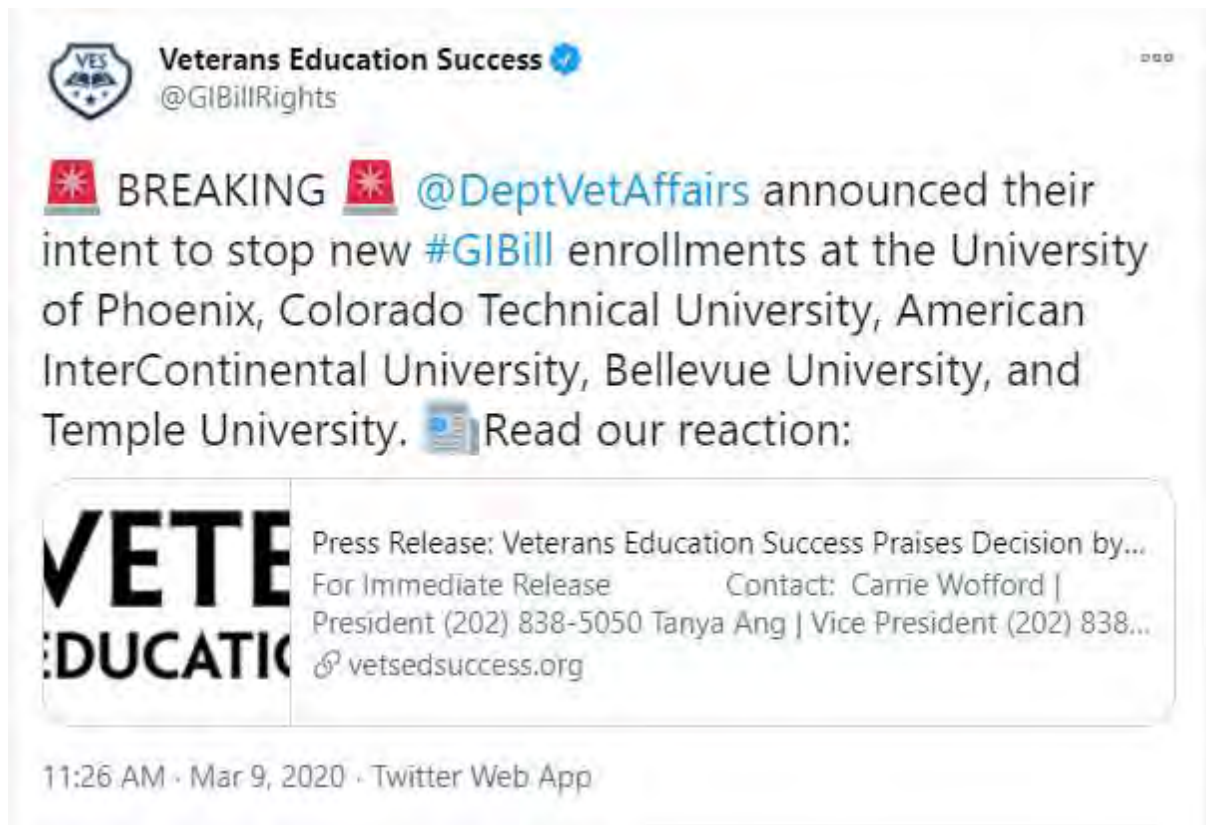 VES
Veterans Education Success
@GIBillRights
🚨 BREAKING 🚨 @DeptVetAffairs announced their
intent to stop new #GIBill enrollments at the University
of Phoenix, Colorado Technical University, American
InterContinental University, Bellevue University, and
Temple University. 📰Read our reaction:
VETE
EDUCATI
Press Release: Veterans Education Success Praises Decision by...
For Immediate Release Contact: Carrie Wofford |
President (202) 838-5050 Tanya Ang | Vice President (202) 838...
vetsedsuccess.org
11:26 AM · Mar 9, 2020 · Twitter Web App